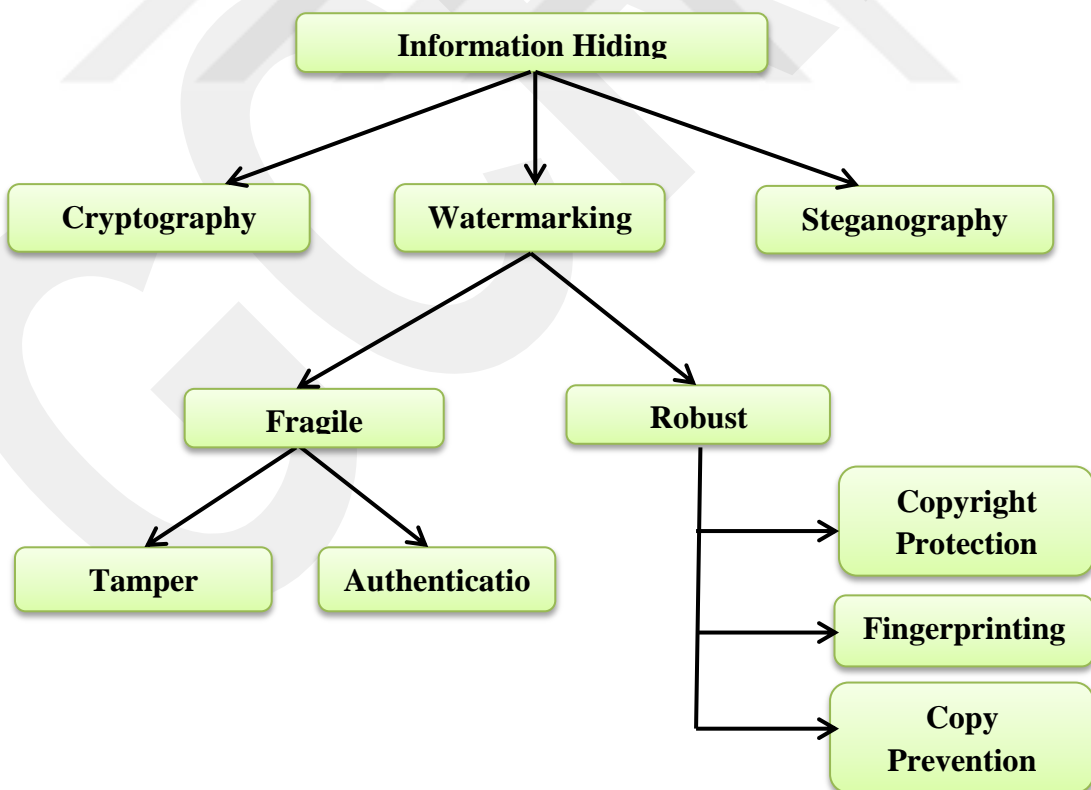 Information Hiding
Cryptography
Watermarking
Steganography
Fragile
Robust
Copyright
Protection
Tamper
Authenticatio
Fingerprinting
Copy
Prevention